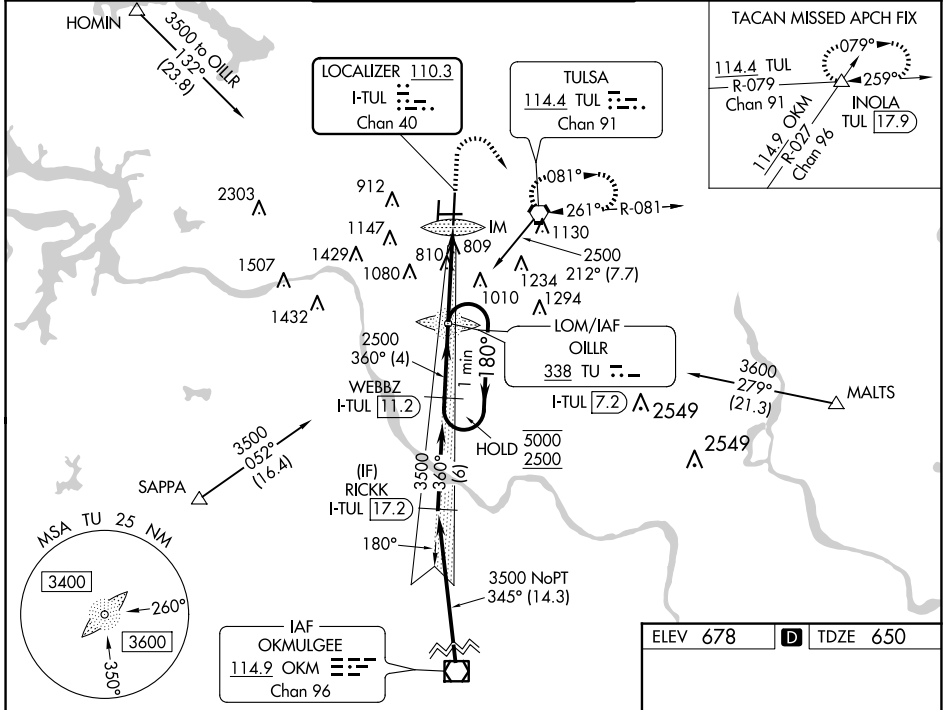 HOMIN
3500 to OILLR
132°
(23.8)
LOCALIZER 110.3
I-TUL
Chan 40
TULSA
114.4 TUL
Chan 91
TACAN MISSED APCH FIX
079°
114.4 TUL
R-079
Chan 91
259°
INOLA
TUL 17.9
114.9 OKM
R-027
Chan 96
2303
912
081°
261°
R-081
IM
1130
1147
1429
810
809
1080
2500
212° (7.7)
1507
1234
1010
1294
1432
LOM/IAF
OILLR
338 TU
I-TUL 7.2
2500
360° (4)
1 min
180°
WEBBZ
I-TUL 11.2
3600
279°
(21.3)
MALTS
2549
2549
HOLD
5000
2500
3500
052°
(16.4)
SAPPA
(IF)
RICKK
I-TUL 17.2
3500
360°
(6)
180°
3500 NoPT
345° (14.3)
MSA TU 25 NM
3400
260°
3600
350°
IAF
OKMULGEE
114.9 OKM
Chan 96
ELEV 678
D
TDZE 650